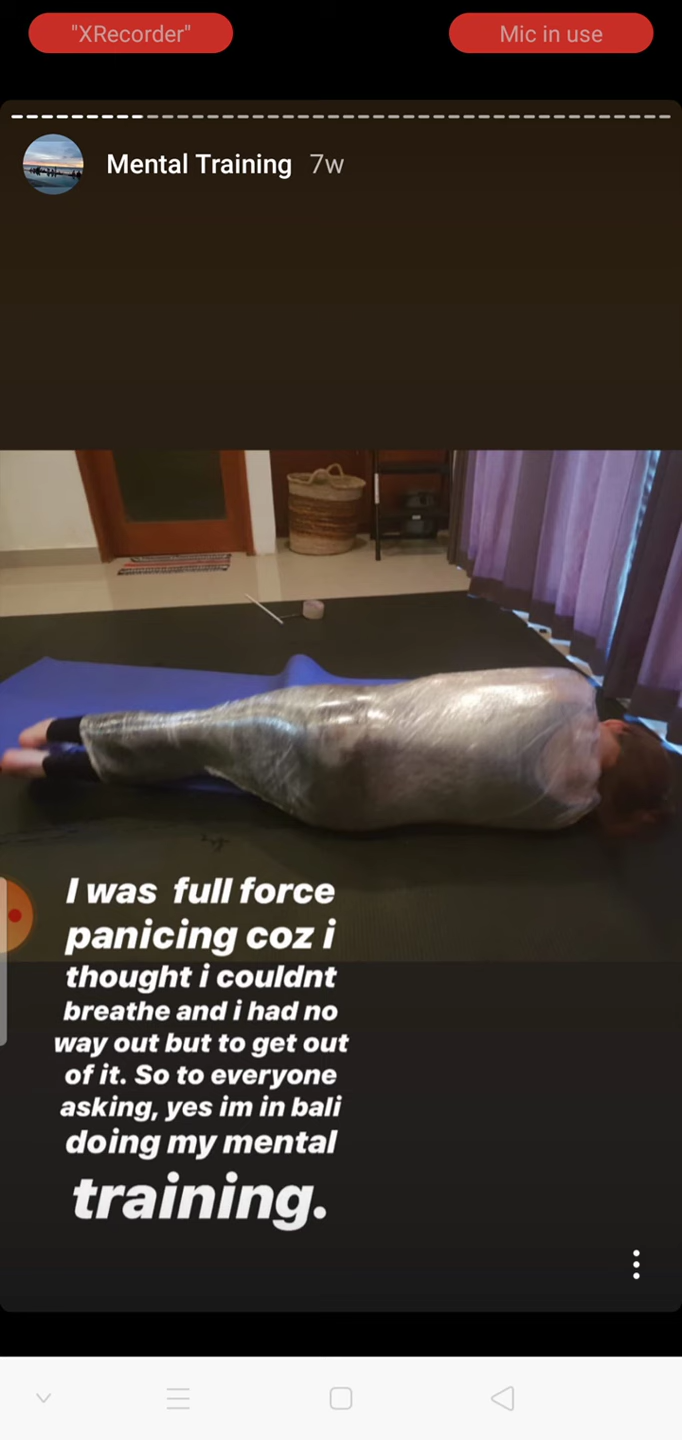 "XRecorder"
Mic in use
Mental Training 7w
I was full force
panicing coz i
thought i couldnt
breathe and i had no
way out but to get out
of it. So to everyone
asking, yes im in bali
doing my mental
training.